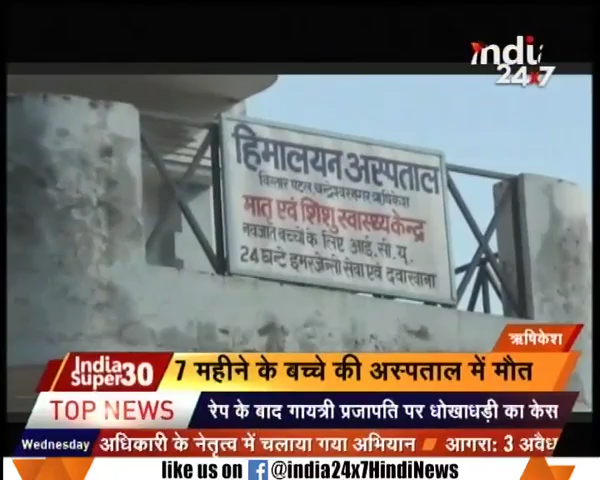 indi
24x7
हिमालयन अस्पताल
मातृ एवं शिशु स्वास्थ्य केन्द्र
नवजात बच्चों के लिए आई.सी.यू.
24 घन्टे इमरजेन्सी सेवा एवं दवाखाना
ऋषिकेश
India Super 30
7 महीने के बच्चे की अस्पताल में मौत
TOP NEWS
रेप के बाद गायत्री प्रजापति पर धोखाधड़ी का केस
Wednesday
अधिकारी के नेतृत्व में चलाया गया अभियान आगरा: 3 अवैध
like us on f @india24x7HindiNews